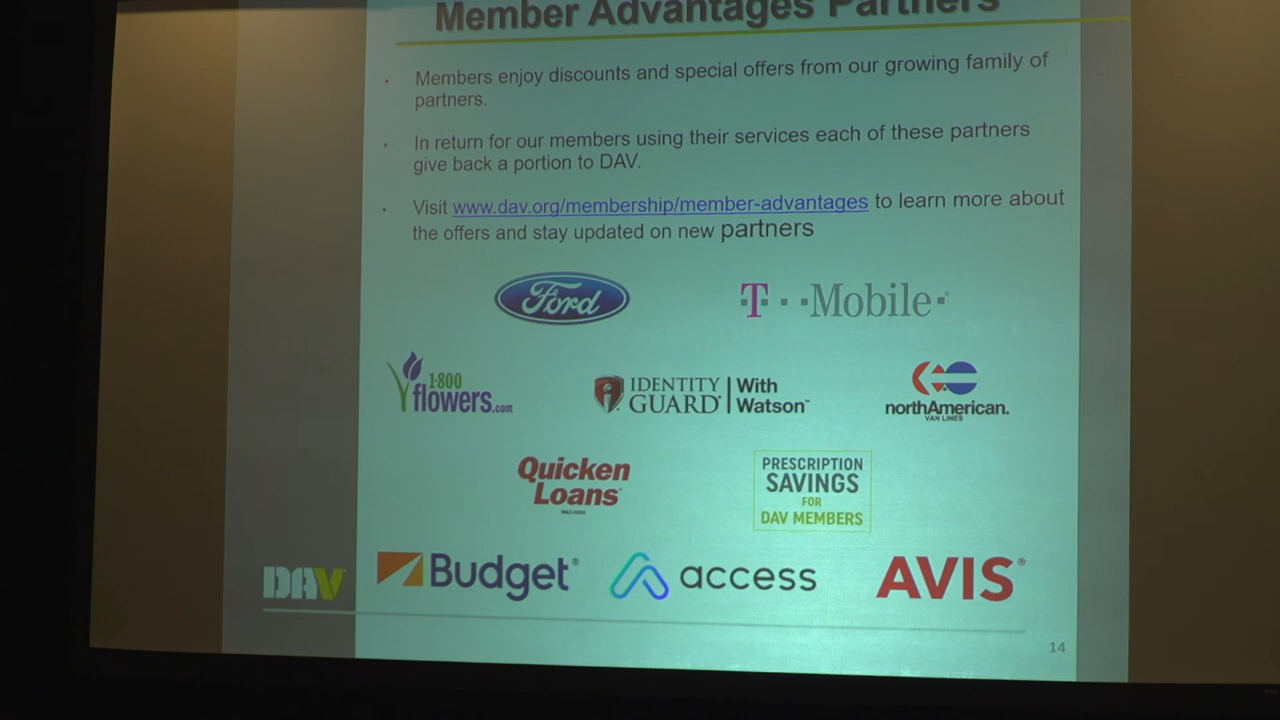 Member Advantages Partners
Members enjoy discounts and special offers from our growing family of
partners.
In return for our members using their services each of these partners
give back a portion to DAV.
Visit www.dav.org/membership/member-advantages to learn more about
the offers and stay updated on new partners
Ford
T··Mobile·®
1·800
flowers.com
IDENTITY
GUARD® | With
Watson™
northAmerican.
VAN LINES
Quicken
Loans
PRESCRIPTION
SAVINGS
FOR
DAV MEMBERS
DAV
Budget®
access
AVIS®
14